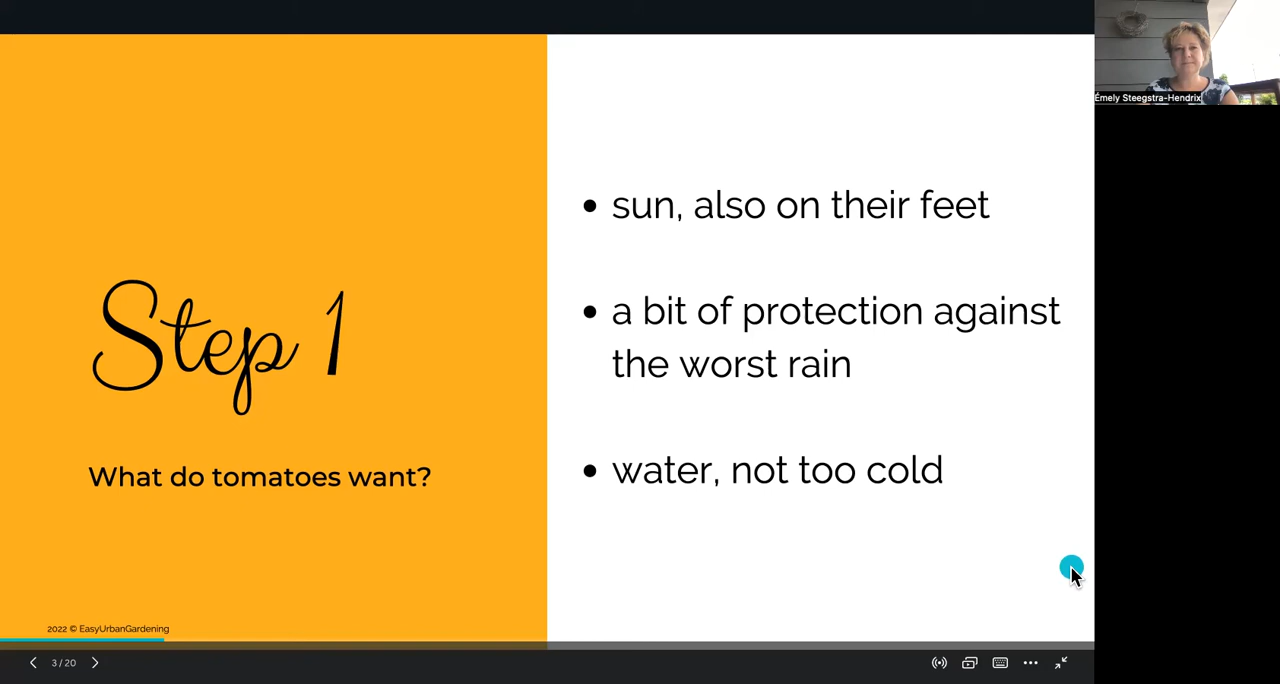 Step 1
What do tomatoes want?
• sun, also on their feet
• a bit of protection against
the worst rain
• water, not too cold
2022 © EasyUrbanGardening
3 / 20
Émely Steegstra-Hendrix